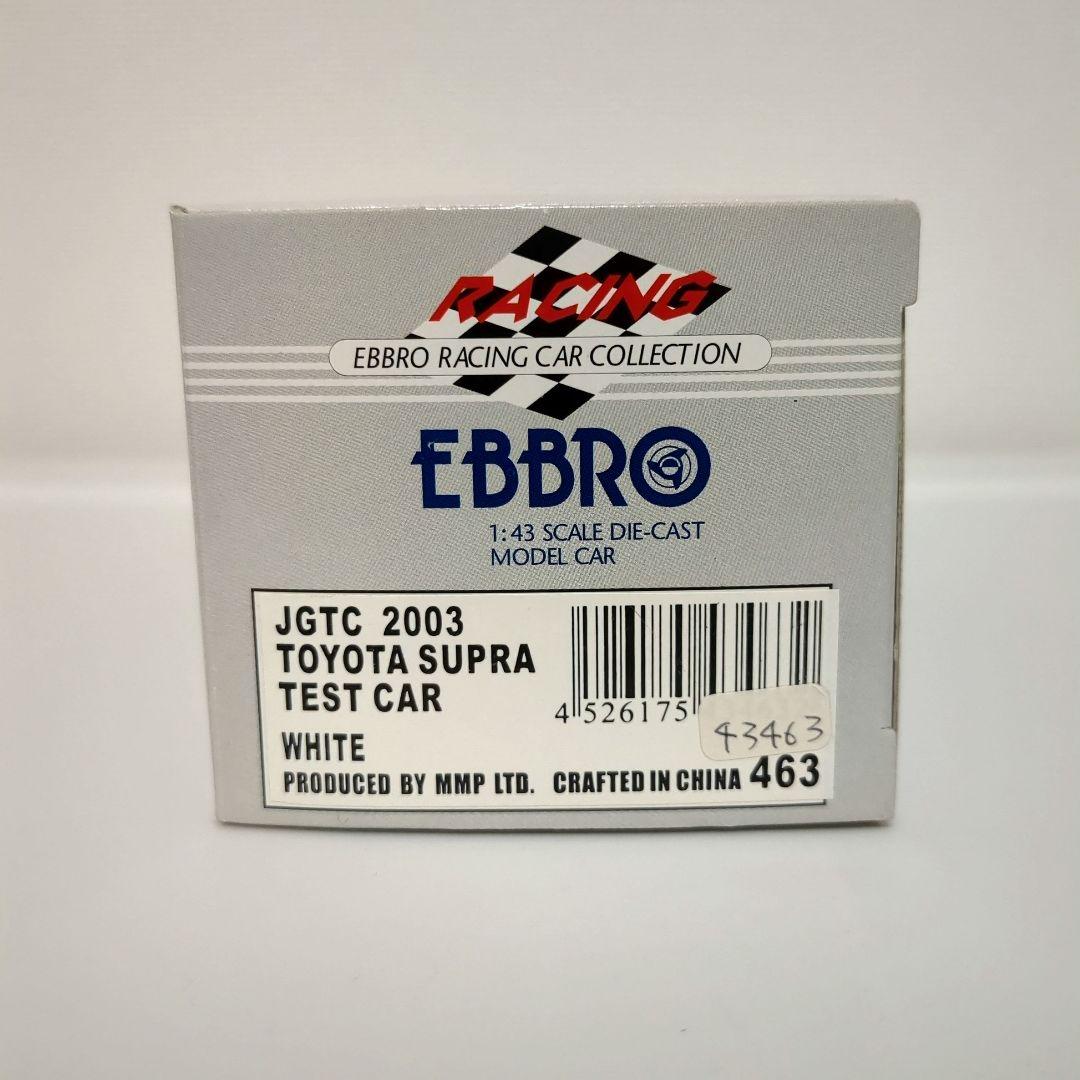 RACING
EBBRO RACING CAR COLLECTION
EBBRO
1:43 SCALE DIE-CAST
MODEL CAR
JGTC 2003
TOYOTA SUPRA
TEST CAR
4 526175
43463
WHITE
PRODUCED BY MMP LTD. CRAFTED IN CHINA 463